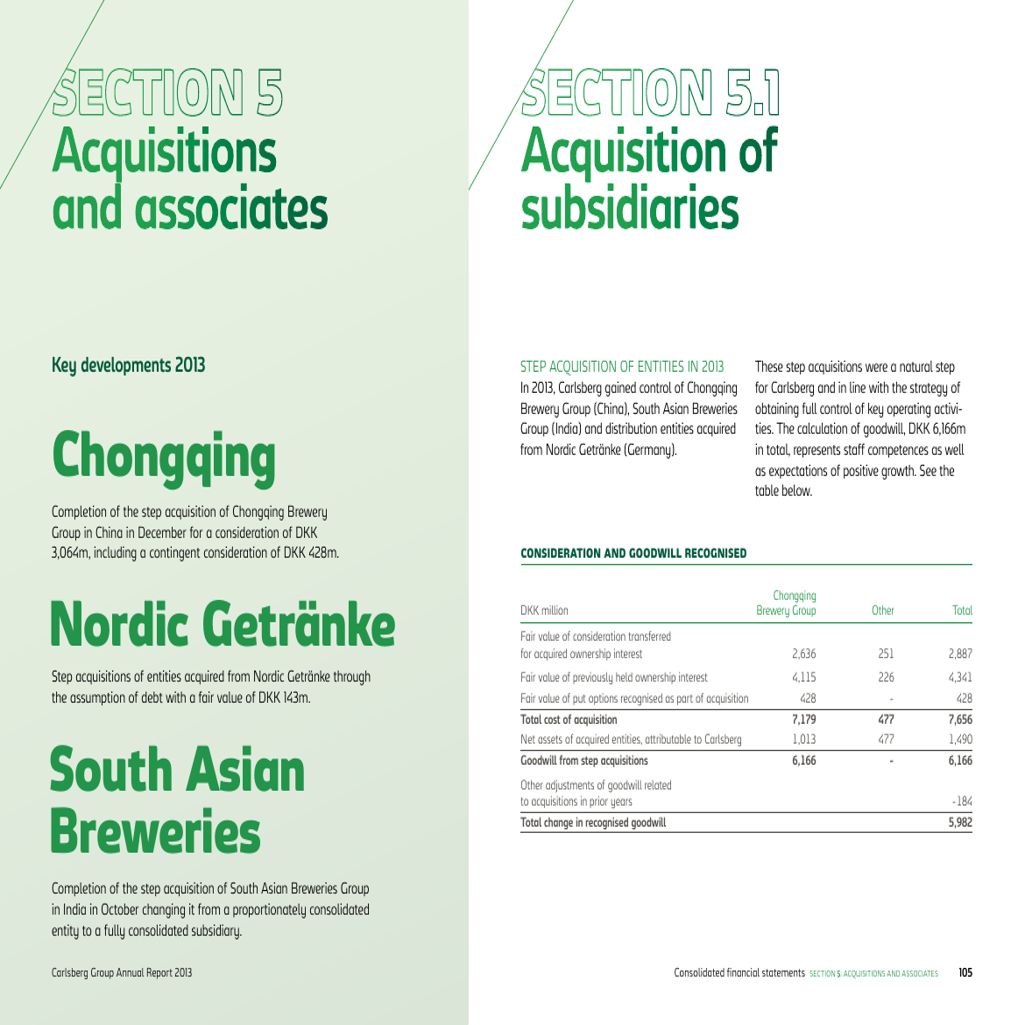 SECTION 5
Acquisitions
and associates
Key developments 2013
Chongqing
Completion of the step acquisition of Chongqing Brewery
Group in China in December for a consideration of DKK
3,064m, including a contingent consideration of DKK 428m.
Nordic Getränke
Step acquisitions of entities acquired from Nordic Getränke through
the assumption of debt with a fair value of DKK 143m.
South Asian
Breweries
Completion of the step acquisition of South Asian Breweries Group
in India in October changing it from a proportionately consolidated
entity to a fully consolidated subsidiary.
Carlsberg Group Annual Report 2013
SECTION 5.1
Acquisition of
subsidiaries
STEP ACQUISITION OF ENTITIES IN 2013
In 2013, Carlsberg gained control of Chongqing
Brewery Group (China), South Asian Breweries
Group (India) and distribution entities acquired
from Nordic Getränke (Germany).
These step acquisitions were a natural step
for Carlsberg and in line with the strategy of
obtaining full control of key operating activi-
ties. The calculation of goodwill, DKK 6,166m
in total, represents staff competences as well
as expectations of positive growth. See the
table below.
CONSIDERATION AND GOODWILL RECOGNISED
Chongqing
DKK million Brewery Group Other Total
Fair value of consideration transferred
for acquired ownership interest 2,636 251 2,887
Fair value of previously held ownership interest 4,115 226 4,341
Fair value of put options recognised as part of acquisition 428 - 428
Total cost of acquisition 7,179 477 7,656
Net assets of acquired entities, attributable to Carlsberg 1,013 477 1,490
Goodwill from step acquisitions 6,166 - 6,166
Other adjustments of goodwill related
to acquisitions in prior years -184
Total change in recognised goodwill 5,982
Consolidated financial statements SECTION 5: ACQUISITIONS AND ASSOCIATES 105